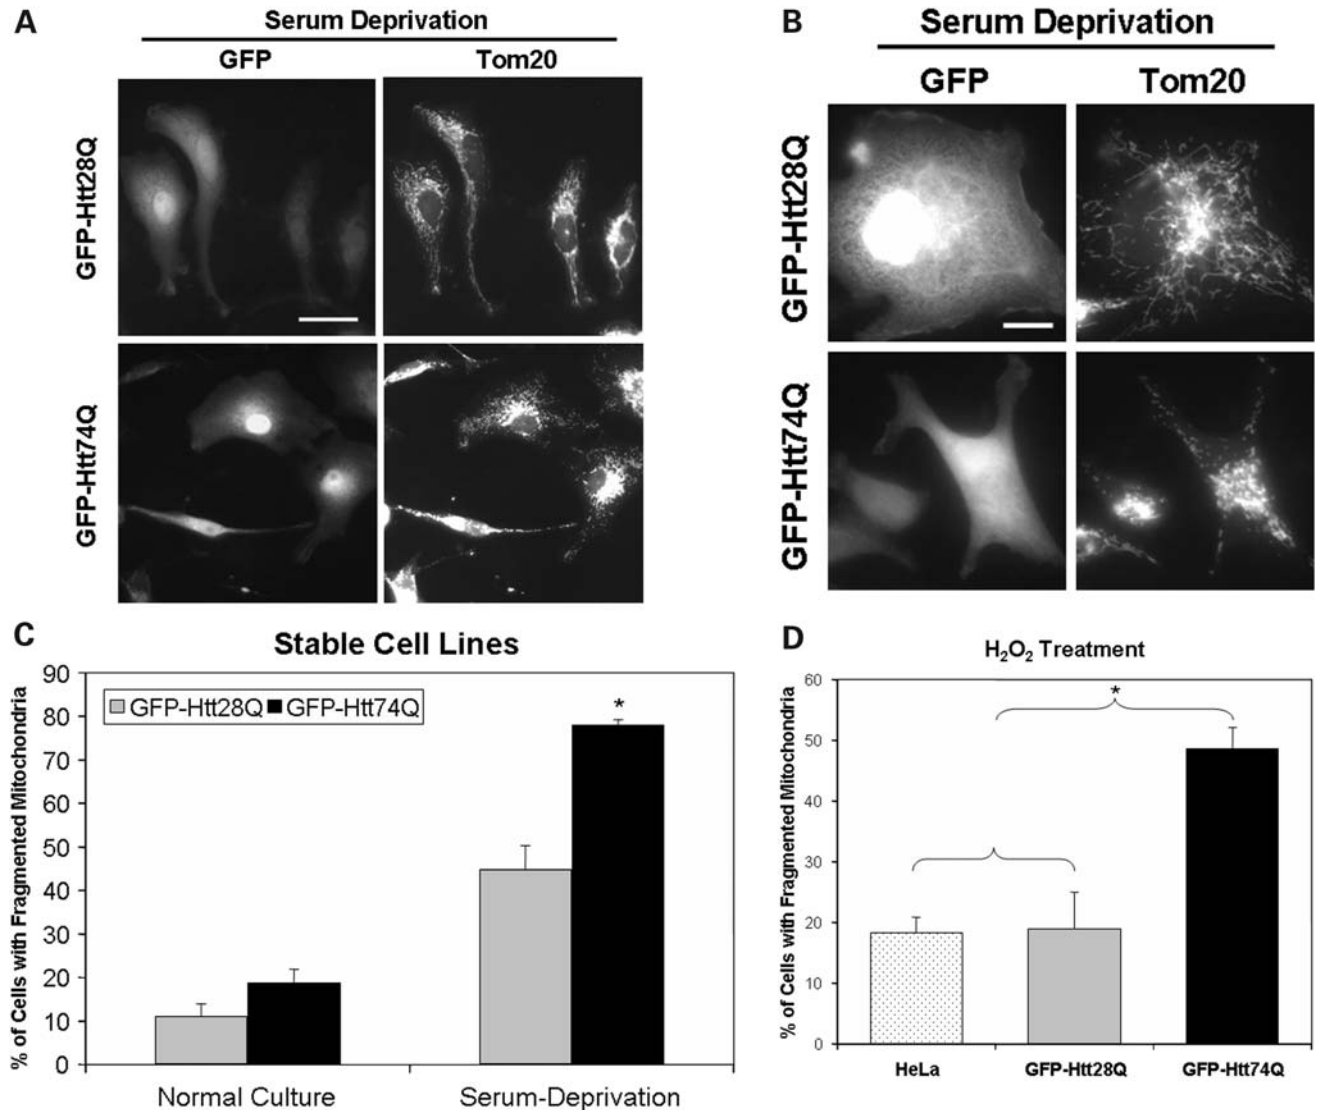 A
Serum Deprivation
GFP
Tom20
GFP-Htt28Q
GFP-Htt74Q
B
Serum Deprivation
GFP
Tom20
GFP-Htt28Q
GFP-Htt74Q
C
Stable Cell Lines
% of Cells with Fragmented Mitochondria
90
80
70
60
50
40
30
20
10
0
GFP-Htt28Q GFP-Htt74Q
*
Normal Culture
Serum-Deprivation
D
H₂O₂ Treatment
% of Cells with Fragmented Mitochondria
60
50
40
30
20
10
0
*
HeLa
GFP-Htt28Q
GFP-Htt74Q